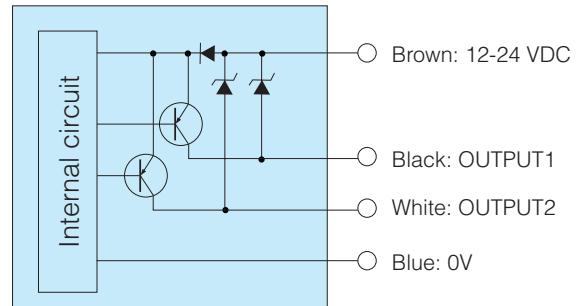 Internal circuit
Brown: 12-24 VDC
Black: OUTPUT1
White: OUTPUT2
Blue: 0V